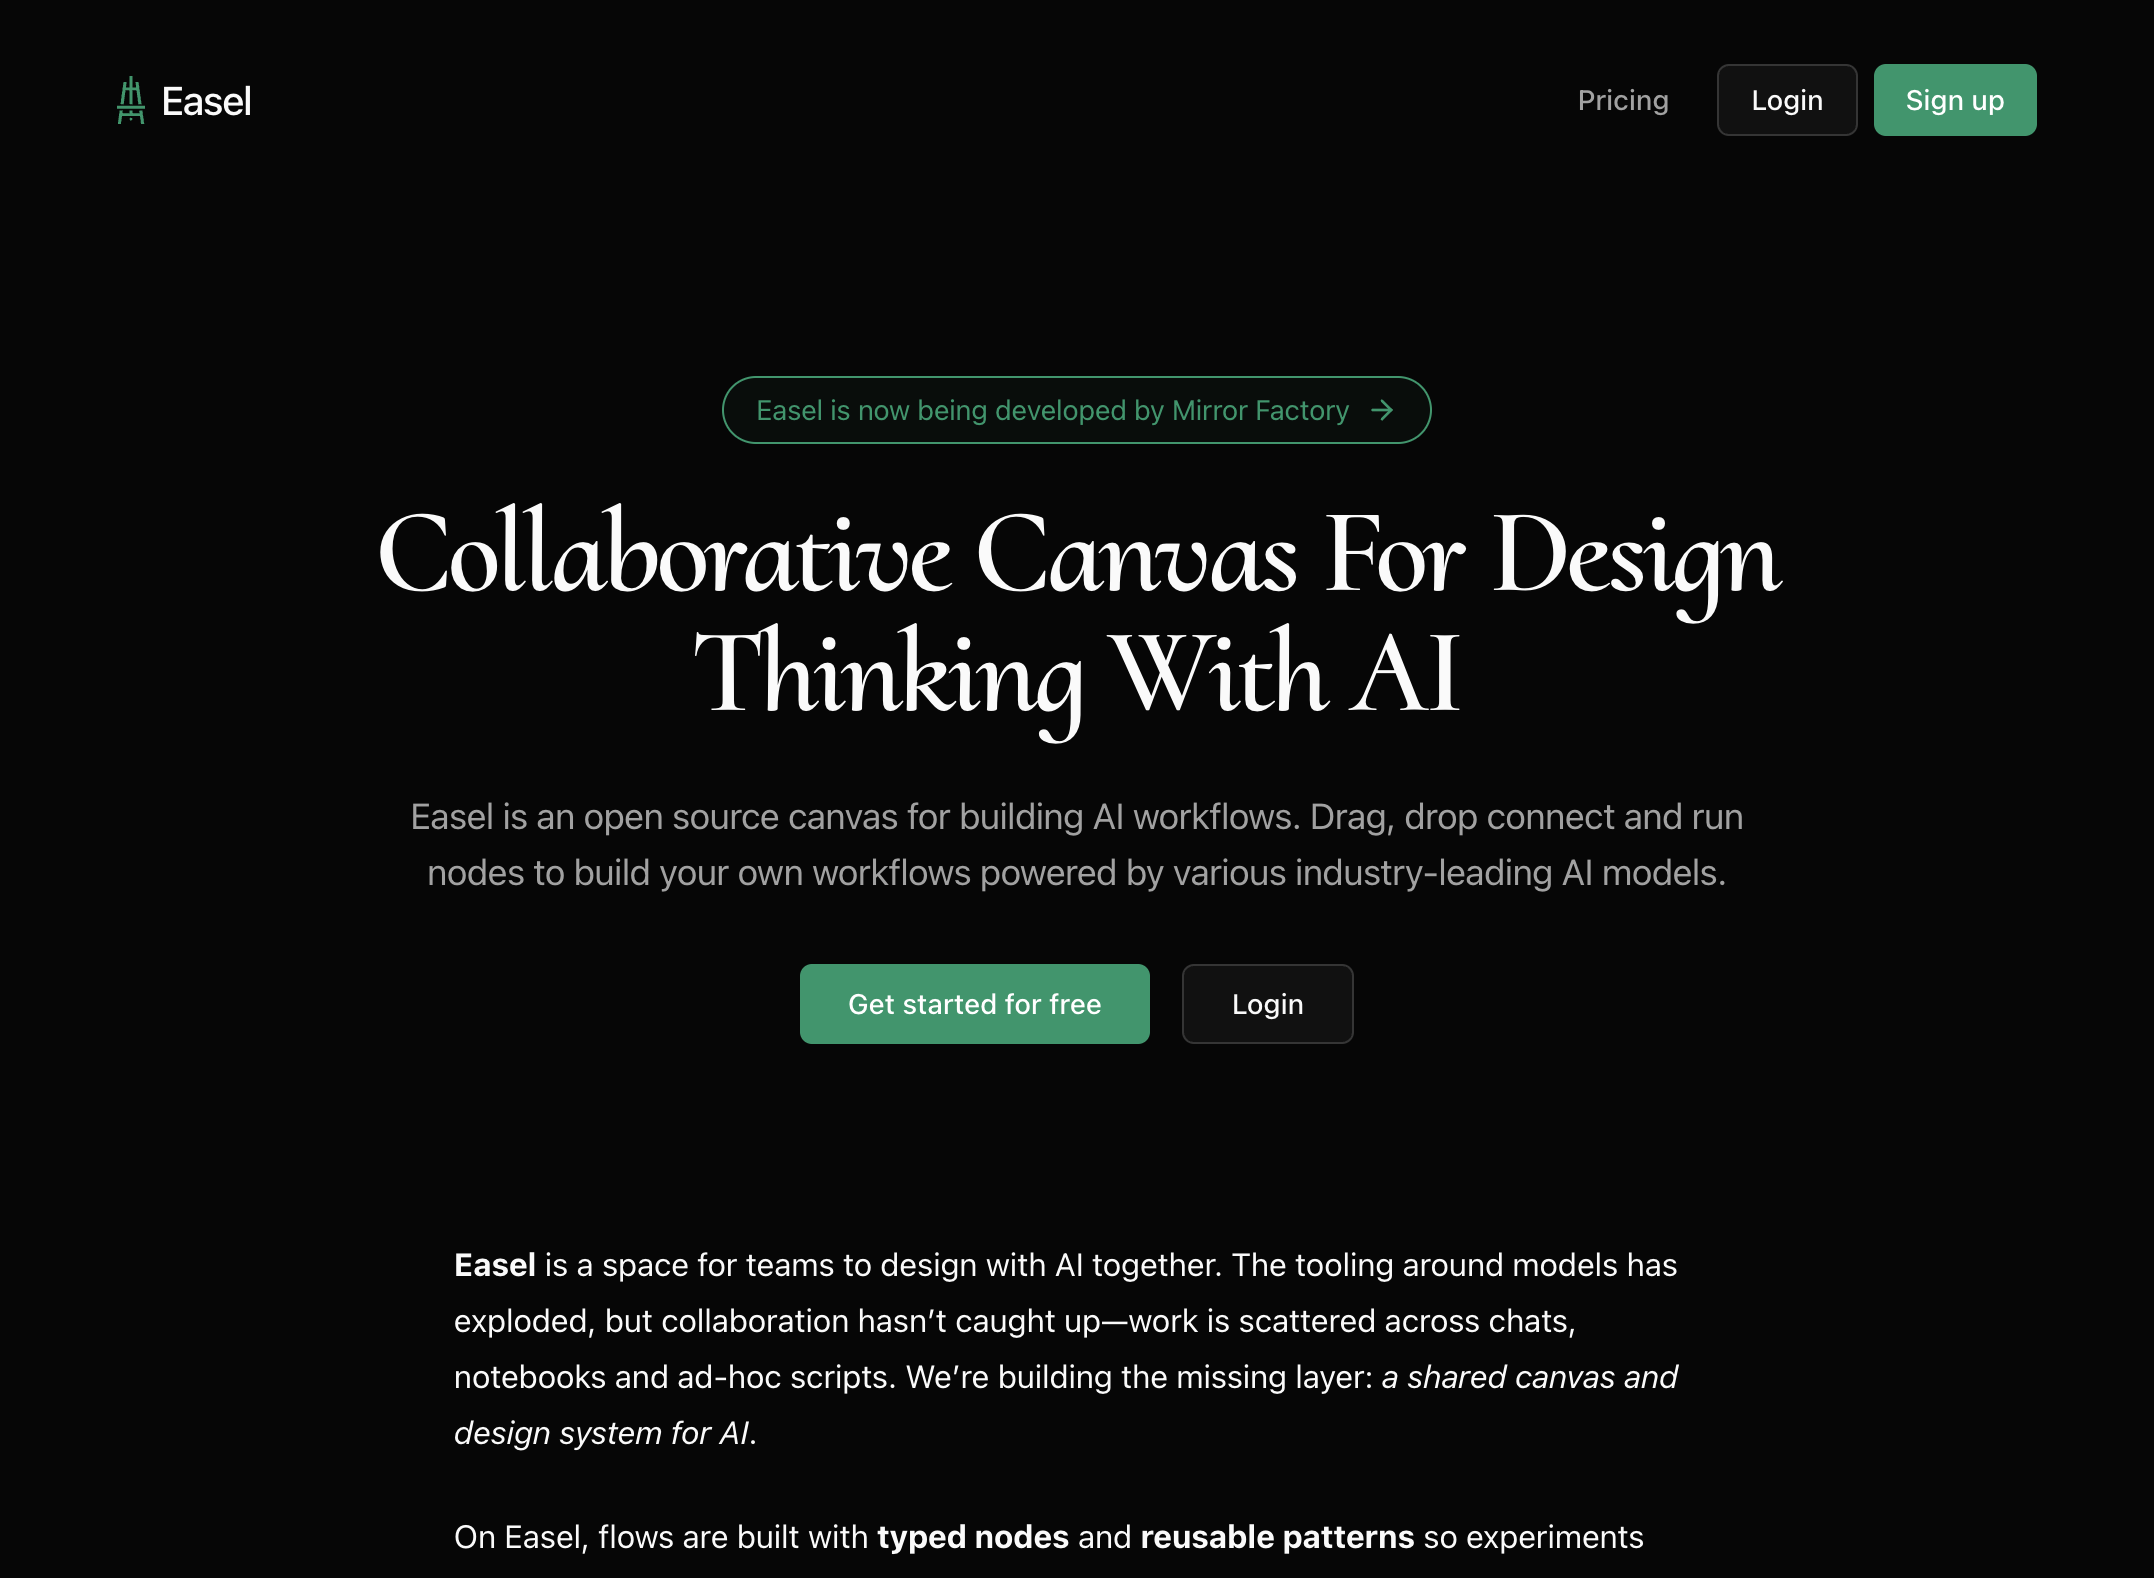 Easel
Pricing
Login
Sign up
Easel is now being developed by Mirror Factory
Collaborative Canvas For Design
Thinking With AI
Easel is an open source canvas for building AI workflows. Drag, drop connect and run
nodes to build your own workflows powered by various industry-leading AI models.
Get started for free
Login
Easel is a space for teams to design with AI together. The tooling around models has
exploded, but collaboration hasn’t caught up—work is scattered across chats,
notebooks and ad-hoc scripts. We’re building the missing layer: a shared canvas and
design system for AI.
On Easel, flows are built with typed nodes and reusable patterns so experiments